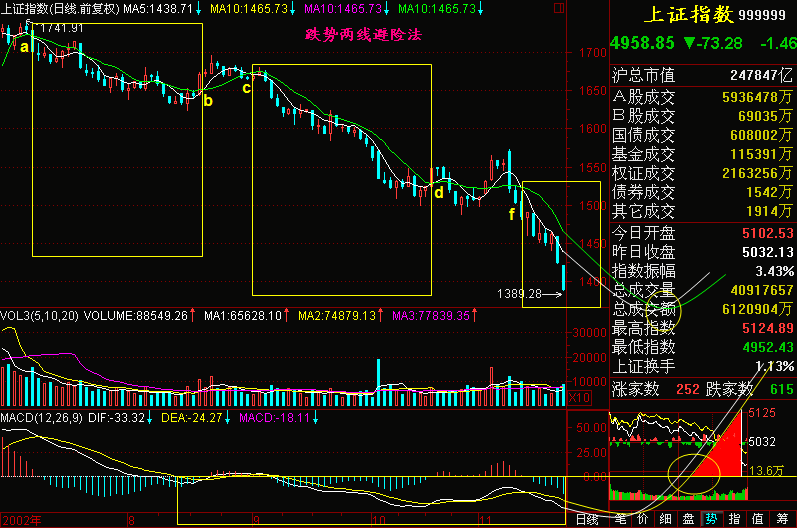 上证指数(日线.前复权) MA5:1438.71↓ MA10:1465.73↓ MA10:1465.73↓ MA10:1465.73↓
1741.91
跌势两线避险法
a
b
c
d
f
1700
1650
1600
1550
1500
1450
1400
1389.28→
VOL3(5,10,20) VOLUME:88549.26↑ MA1:65628.10↑ MA2:74879.13↑ MA3:77839.35↑
30000
20000
10000
X10
MACD(12,26,9) DIF:-33.32↓ DEA:-24.27↓ MACD:-18.11↓
50.00
25.00
0.00
2002年 8 9 10 11 日线
上证指数 999999
4958.85 ▼-73.28 -1.46
沪总市值 247847亿
A股成交 5936478万
B股成交 69035万
国债成交 608002万
基金成交 115391万
权证成交 2163256万
债券成交 1542万
其它成交 1914万
今日开盘 5102.53
昨日收盘 5032.13
指数振幅 3.43%
总成交量 40917657
总成交额 6120904万
最高指数 5124.89
最低指数 4952.43
上证换手 1.13%
涨家数 252 跌家数 615
5125
5032
13.6万
笔 价 细 盘 势 指 值 筹